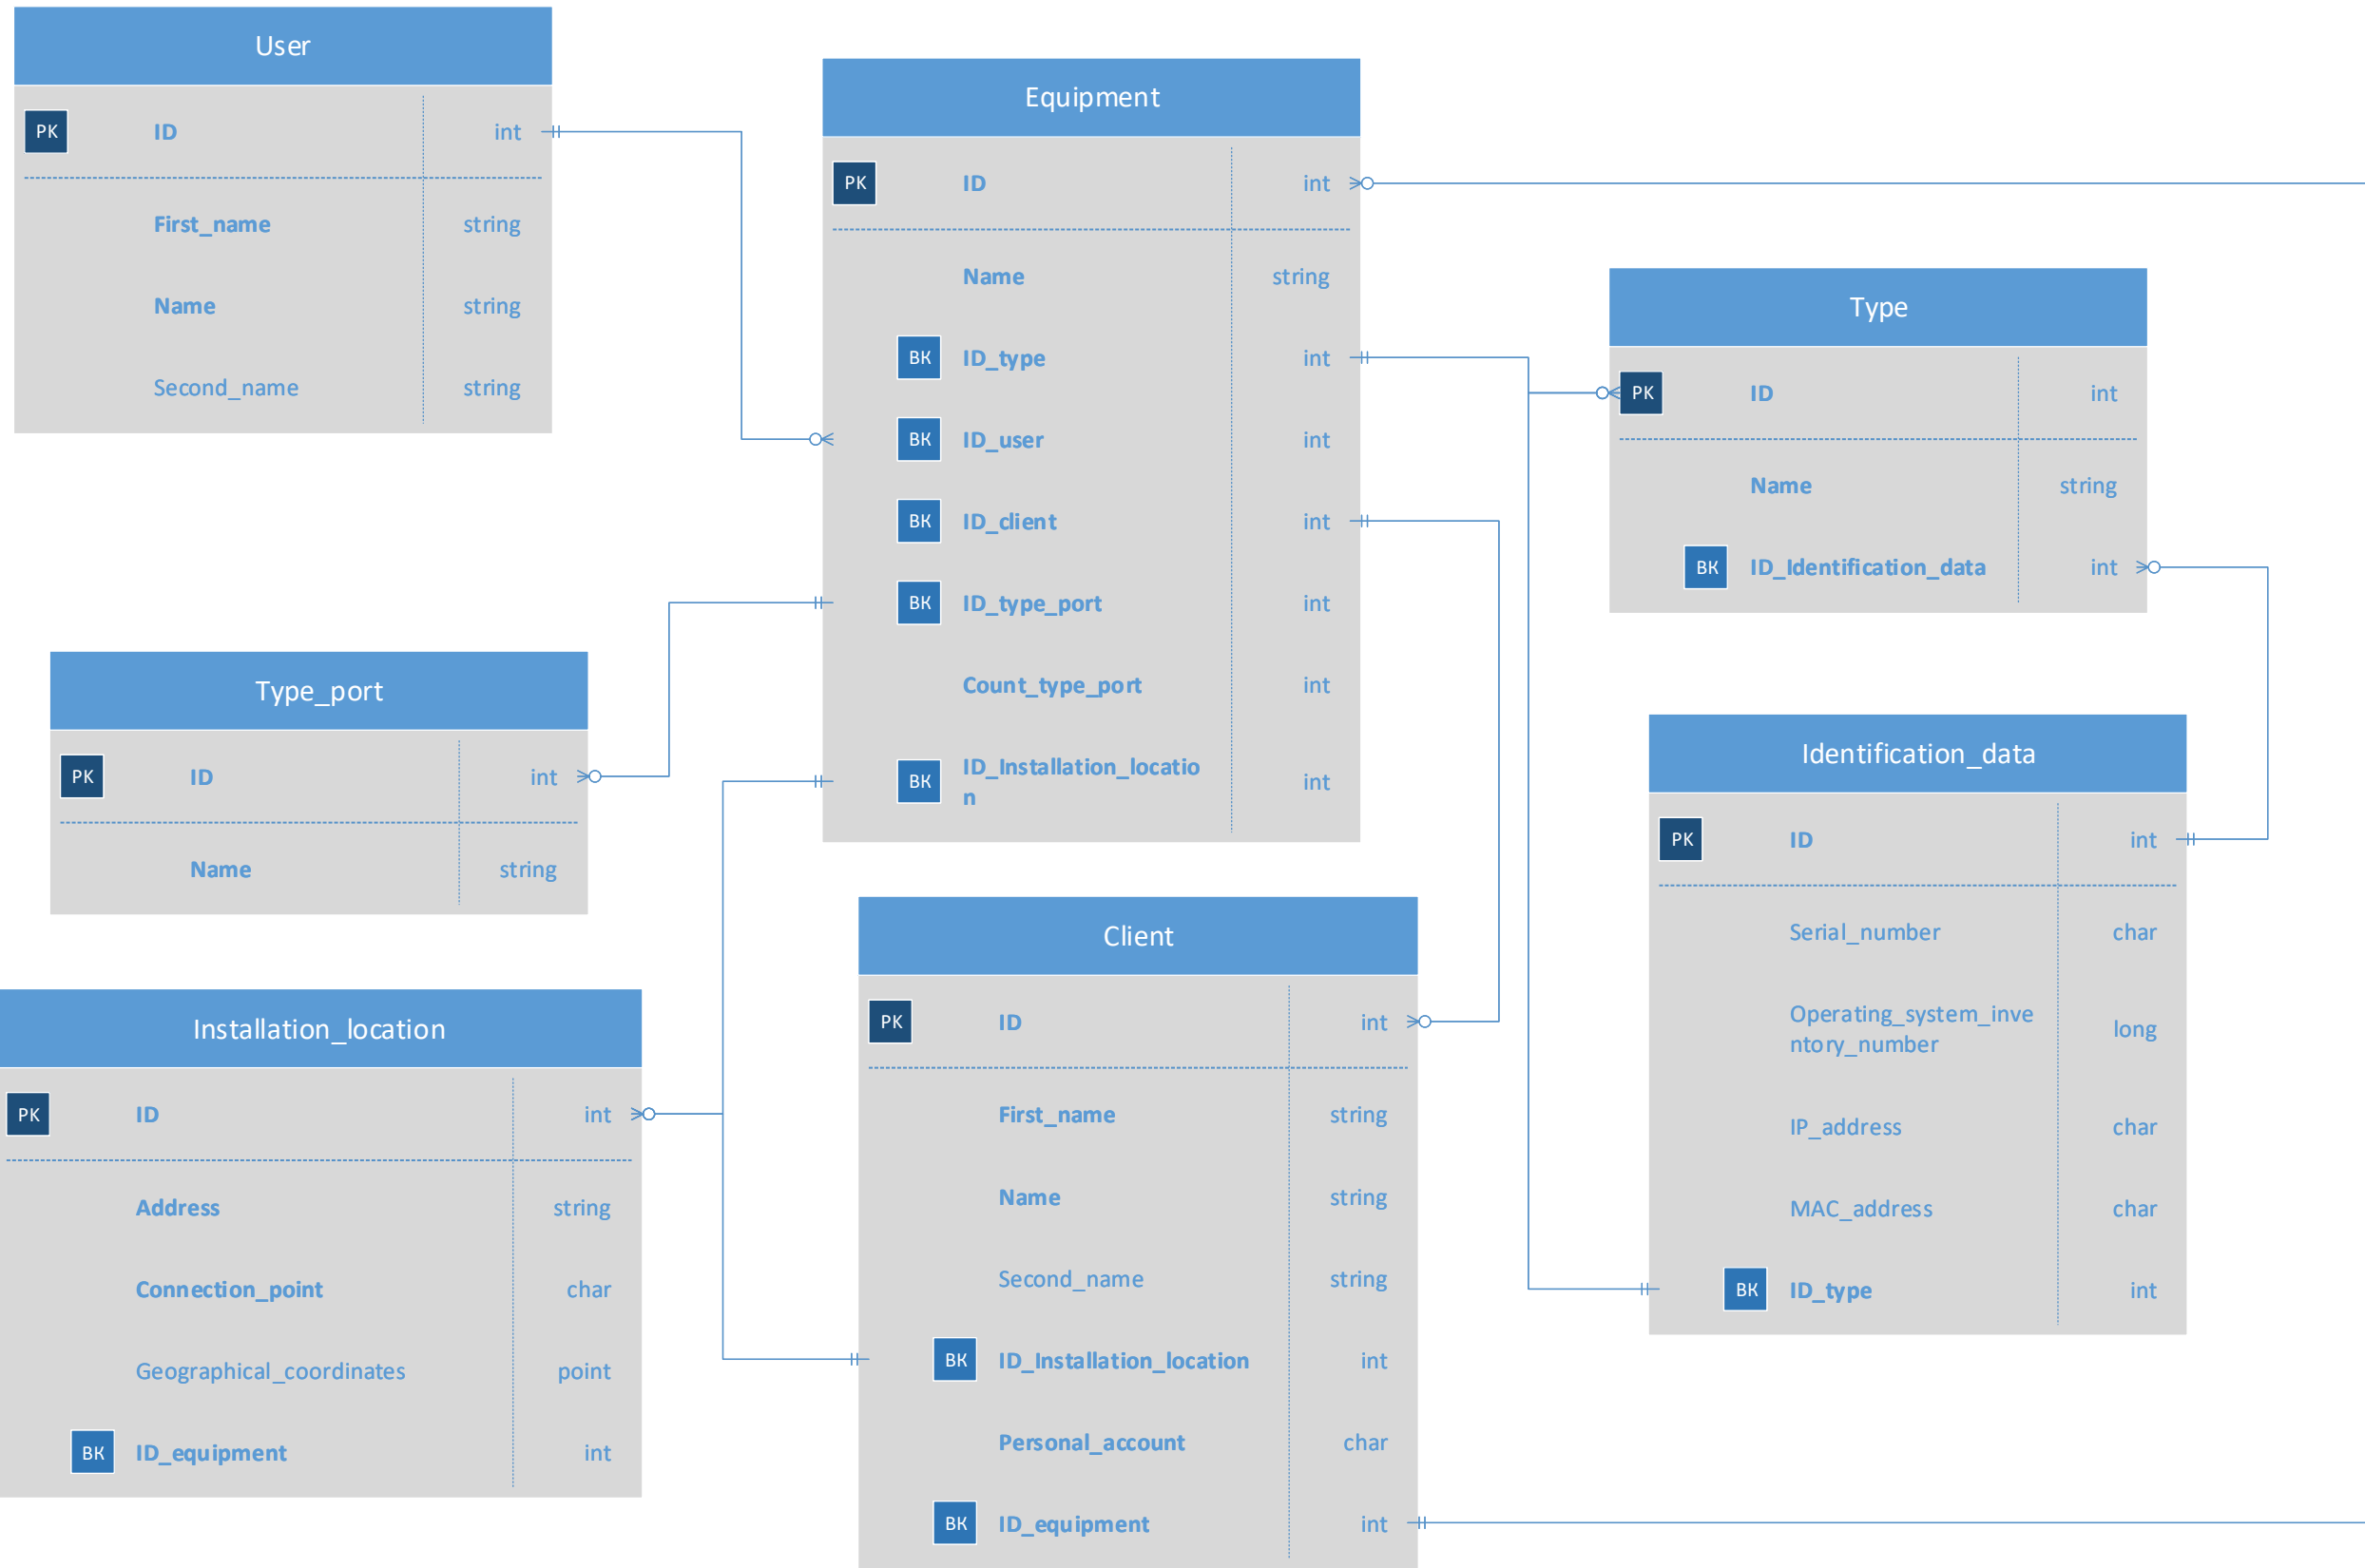 User
PK ID int
First_name string
Name string
Second_name string
Equipment
PK ID int
Name string
BK ID_type int
BK ID_user int
BK ID_client int
BK ID_type_port int
Count_type_port int
BK ID_Installation_locatio int
n
Type
PK ID int
Name string
BK ID_Identification_data int
Type_port
PK ID int
Name string
Identification_data
PK ID int
Serial_number char
Operating_system_inve long
ntory_number
IP_address char
MAC_address char
BK ID_type int
Client
PK ID int
First_name string
Name string
Second_name string
BK ID_Installation_location int
Personal_account char
BK ID_equipment int
Installation_location
PK ID int
Address string
Connection_point char
Geographical_coordinates point
BK ID_equipment int